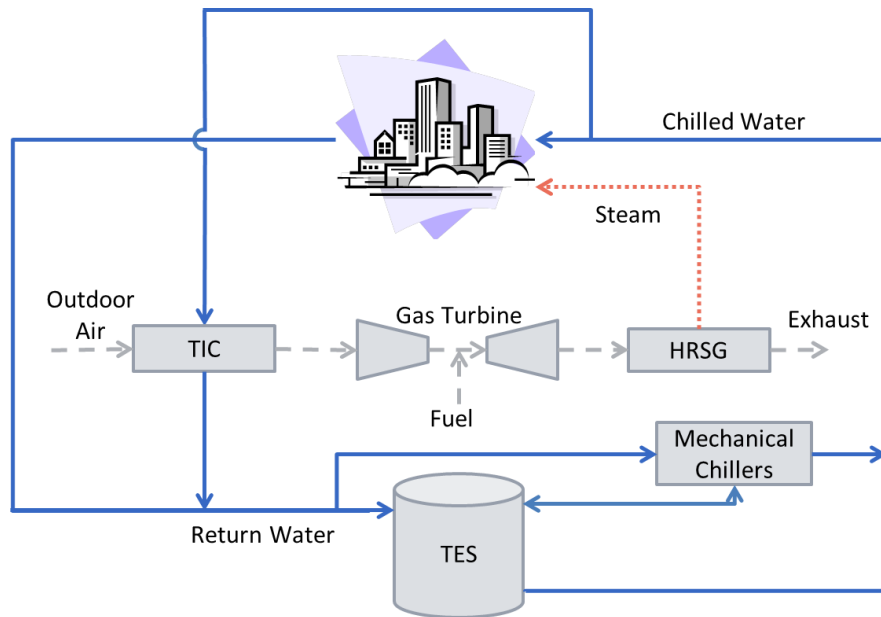 Chilled Water
Steam
Outdoor
Air
Gas Turbine
Exhaust
TIC
HRSG
Fuel
Mechanical
Chillers
Return Water
TES